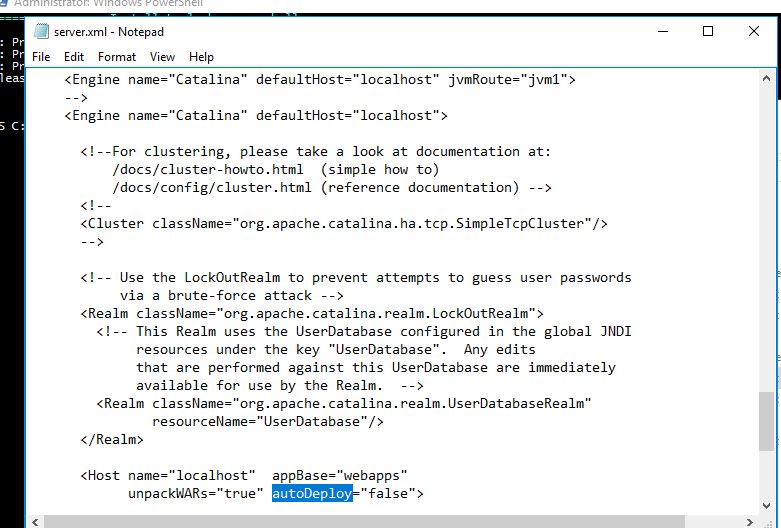 Administrator: Windows PowerShell
server.xml - Notepad
File Edit Format View Help
: Pr
: Pr
: Pr
leas
S C:
    <Engine name="Catalina" defaultHost="localhost" jvmRoute="jvm1">
    -->
    <Engine name="Catalina" defaultHost="localhost">
      <!--For clustering, please take a look at documentation at:
          /docs/cluster-howto.html  (simple how to)
          /docs/config/cluster.html (reference documentation) -->
      <!--
      <Cluster className="org.apache.catalina.ha.tcp.SimpleTcpCluster"/>
      -->
      <!-- Use the LockOutRealm to prevent attempts to guess user passwords
           via a brute-force attack -->
      <Realm className="org.apache.catalina.realm.LockOutRealm">
        <!-- This Realm uses the UserDatabase configured in the global JNDI
             resources under the key "UserDatabase".  Any edits
             that are performed against this UserDatabase are immediately
             available for use by the Realm.  -->
        <Realm className="org.apache.catalina.realm.UserDatabaseRealm"
               resourceName="UserDatabase"/>
      </Realm>
      <Host name="localhost"  appBase="webapps"
            unpackWARs="true" autoDeploy="false">